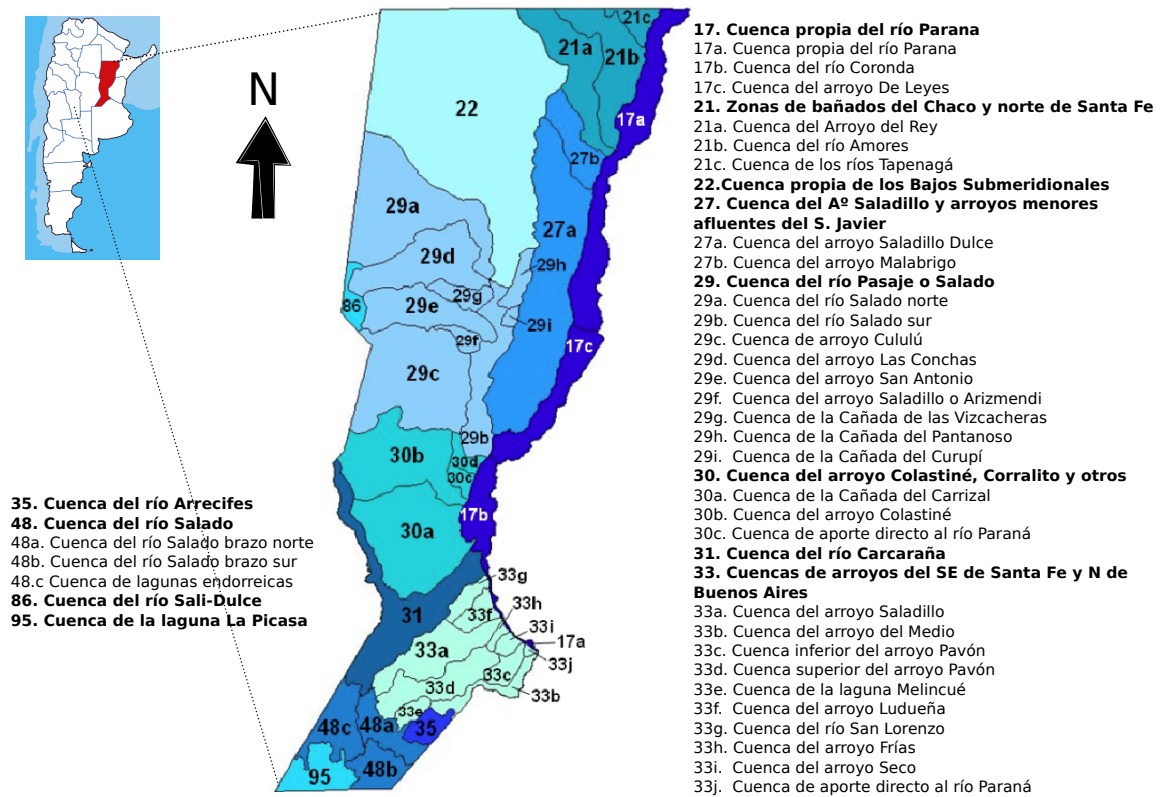 17. Cuenca propia del río Parana
17a. Cuenca propia del río Parana
17b. Cuenca del río Coronda
17c. Cuenca del arroyo De Leyes
21. Zonas de bañados del Chaco y norte de Santa Fe
21a. Cuenca del Arroyo del Rey
21b. Cuenca del río Amores
21c. Cuenca de los ríos Tapenagá
22.Cuenca propia de los Bajos Submeridionales
27. Cuenca del Aº Saladillo y arroyos menores
afluentes del S. Javier
27a. Cuenca del arroyo Saladillo Dulce
27b. Cuenca del arroyo Malabrigo
29. Cuenca del río Pasaje o Salado
29a. Cuenca del río Salado norte
29b. Cuenca del río Salado sur
29c. Cuenca de arroyo Cululú
29d. Cuenca del arroyo Las Conchas
29e. Cuenca del arroyo San Antonio
29f. Cuenca del arroyo Saladillo o Arizmendi
29g. Cuenca de la Cañada de las Vizcacheras
29h. Cuenca de la Cañada del Pantanoso
29i. Cuenca de la Cañada del Curupí
30. Cuenca del arroyo Colastiné, Corralito y otros
30a. Cuenca de la Cañada del Carrizal
30b. Cuenca del arroyo Colastiné
30c. Cuenca de aporte directo al río Paraná
31. Cuenca del río Carcaraña
33. Cuencas de arroyos del SE de Santa Fe y N de
Buenos Aires
33a. Cuenca del arroyo Saladillo
33b. Cuenca del arroyo del Medio
33c. Cuenca inferior del arroyo Pavón
33d. Cuenca superior del arroyo Pavón
33e. Cuenca de la laguna Melincué
33f. Cuenca del arroyo Ludueña
33g. Cuenca del río San Lorenzo
33h. Cuenca del arroyo Frías
33i. Cuenca del arroyo Seco
33j. Cuenca de aporte directo al río Paraná
35. Cuenca del río Arrecifes
48. Cuenca del río Salado
48a. Cuenca del río Salado brazo norte
48b. Cuenca del río Salado brazo sur
48.c Cuenca de lagunas endorreicas
86. Cuenca del río Sali-Dulce
95. Cuenca de la laguna La Picasa
N
21c
21a
21b
22
17a
27b
29a
27a
29d
29h
29g
86
29e
29i
29f
17c
29c
29b
30b
30d
30c
17b
30a
33g
33h
31
33f
33i
17a
33a
33j
33c
33d
33b
33e
48c
48a
35
95
48b